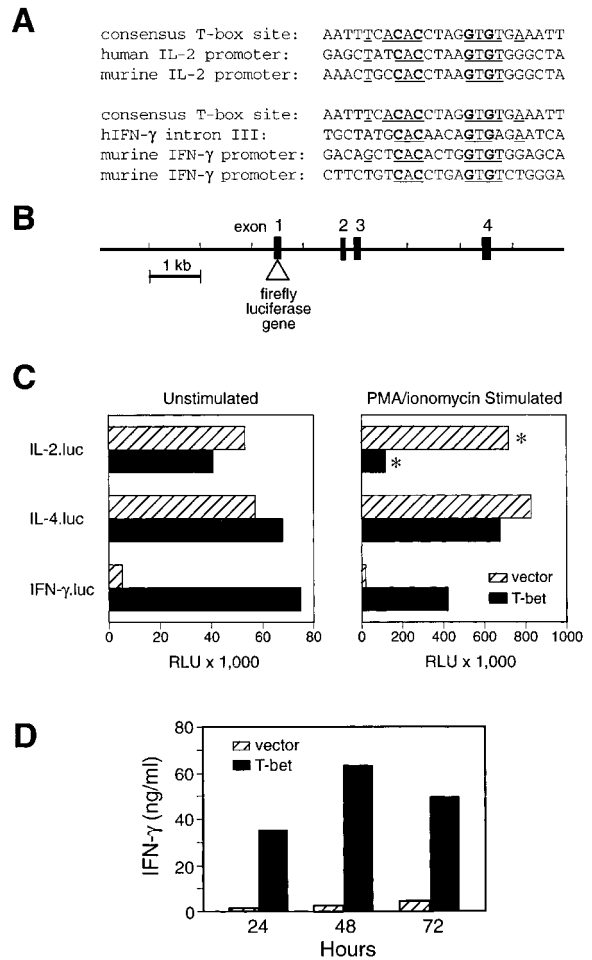 A
consensus T-box site: AATTTCACACCTAGGTGTGAAATT
human IL-2 promoter: GAGCTATCACCTAAGTGTGGGCTA
murine IL-2 promoter: AAACTGCCACCTAAGTGTGGGCTA
consensus T-box site: AATTTCACACCTAGGTGTGAAATT
hIFN-γ intron III: TGCTATGCACAACAGTGAGAATCA
murine IFN-γ promoter: GACAGCTCACACTGGTGTGGAGCA
murine IFN-γ promoter: CTTCTGTCACCTGAGTGTCTGGGA
B
exon 1 2 3 4
1 kb
firefly
luciferase
gene
C
Unstimulated
PMA/ionomycin Stimulated
IL-2.luc
*
*
IL-4.luc
IFN-γ.luc
vector
T-bet
0 20 40 60 80
0 200 400 600 800 1000
RLU x 1,000
RLU x 1,000
D
vector
T-bet
IFN-γ (ng/ml)
80
60
40
20
0
24 48 72
Hours